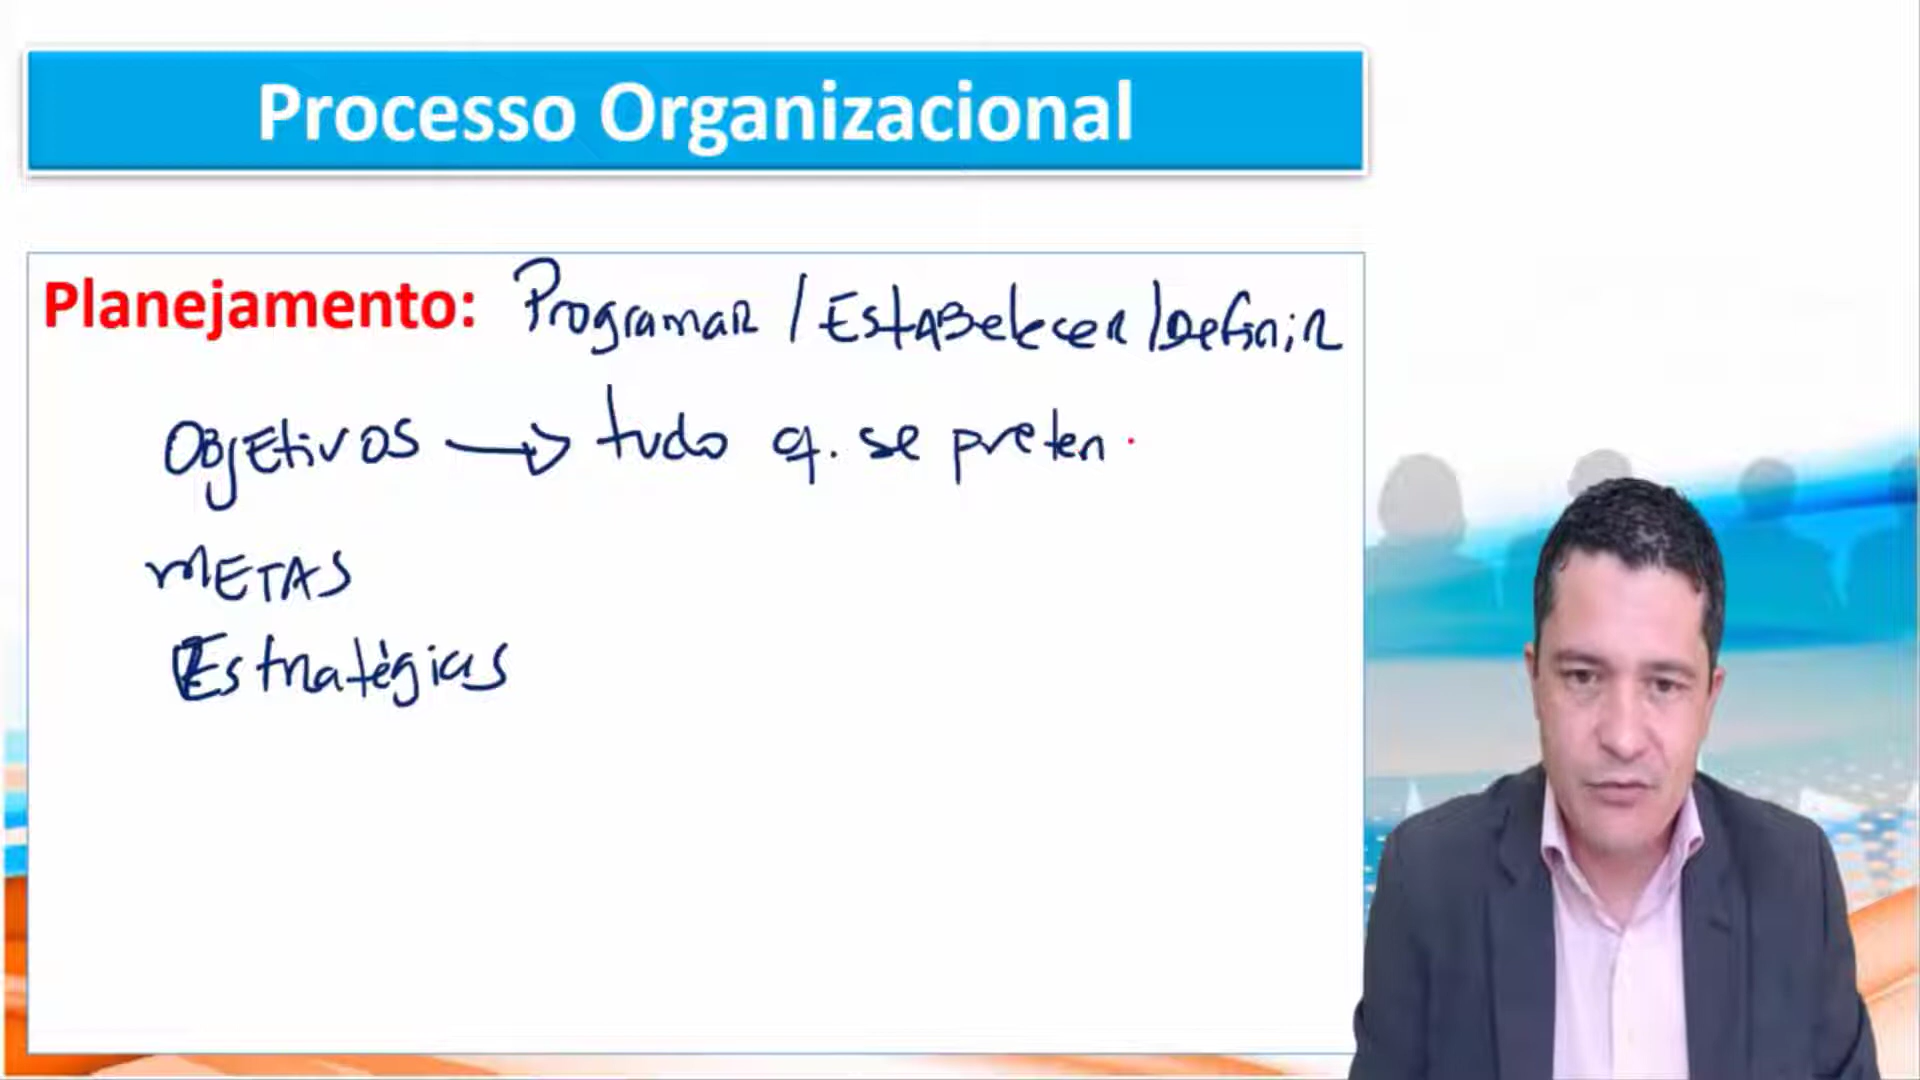 Processo Organizacional
Planejamento: Programar / Estabelecer / Definir
Objetivos → tudo q. se preten
METAS
Estratégias